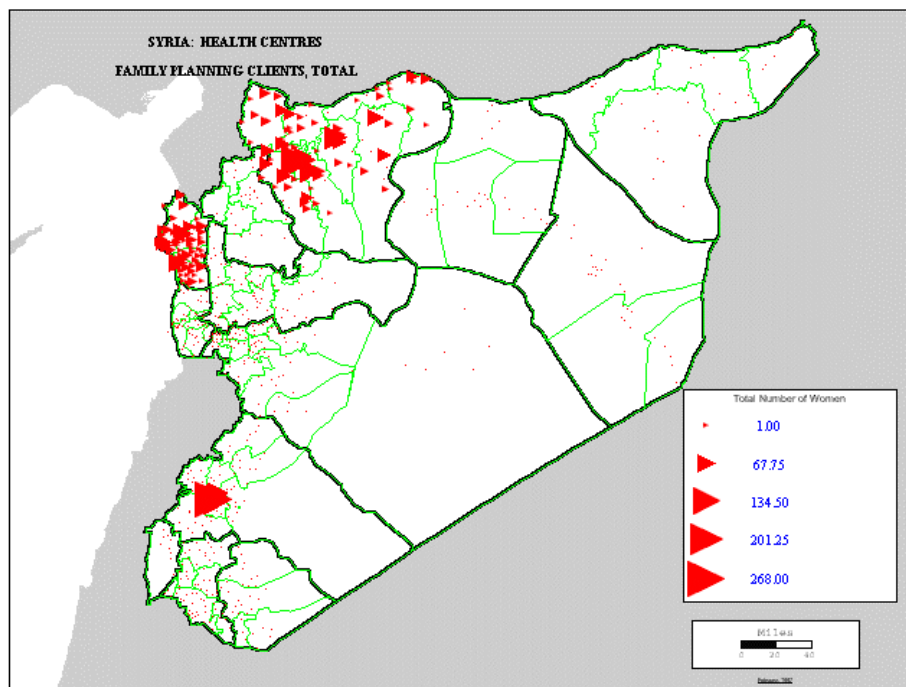 SYRIA: HEALTH CENTRES
FAMILY PLANNING CLIENTS, TOTAL
Total Number of Women
1.00
67.75
134.50
201.25
268.00
Miles
0 20 40